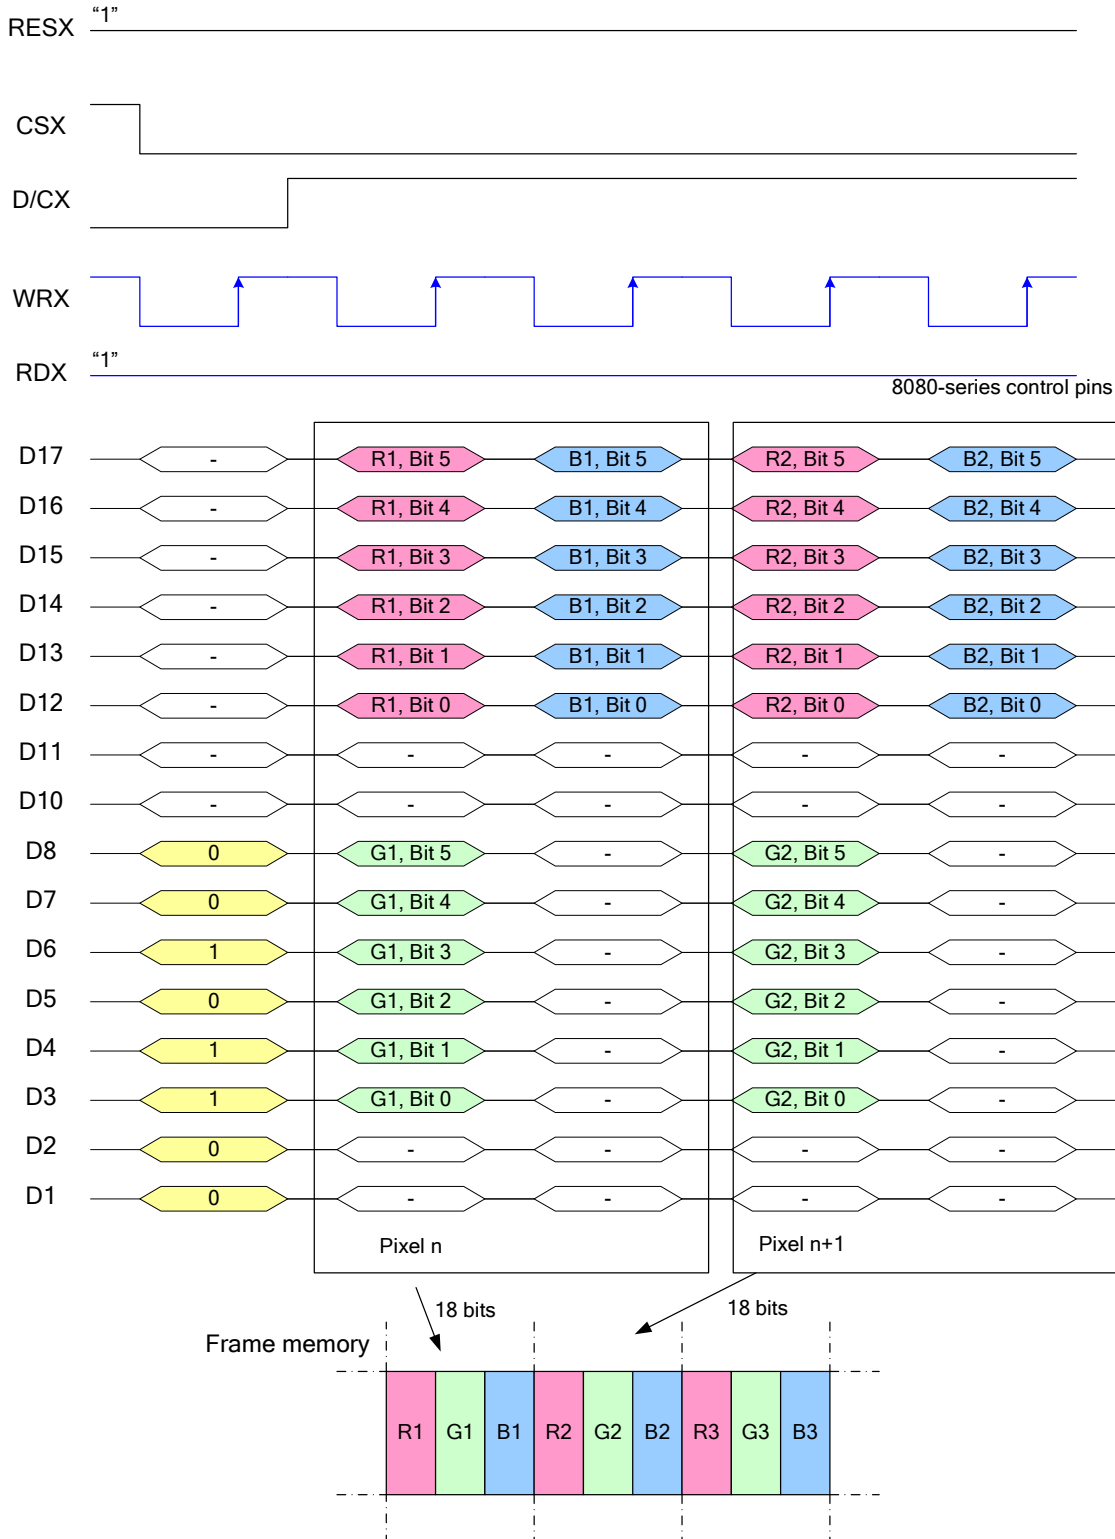 RESX “1”
CSX
D/CX
WRX
RDX “1”
8080-series control pins
D17 - R1, Bit 5 B1, Bit 5 R2, Bit 5 B2, Bit 5
D16 - R1, Bit 4 B1, Bit 4 R2, Bit 4 B2, Bit 4
D15 - R1, Bit 3 B1, Bit 3 R2, Bit 3 B2, Bit 3
D14 - R1, Bit 2 B1, Bit 2 R2, Bit 2 B2, Bit 2
D13 - R1, Bit 1 B1, Bit 1 R2, Bit 1 B2, Bit 1
D12 - R1, Bit 0 B1, Bit 0 R2, Bit 0 B2, Bit 0
D11 - - - - -
D10 - - - - -
D8 0 G1, Bit 5 - G2, Bit 5 -
D7 0 G1, Bit 4 - G2, Bit 4 -
D6 1 G1, Bit 3 - G2, Bit 3 -
D5 0 G1, Bit 2 - G2, Bit 2 -
D4 1 G1, Bit 1 - G2, Bit 1 -
D3 1 G1, Bit 0 - G2, Bit 0 -
D2 0 - - - -
D1 0 - - - -
Pixel n Pixel n+1
18 bits 18 bits
Frame memory
R1 G1 B1 R2 G2 B2 R3 G3 B3